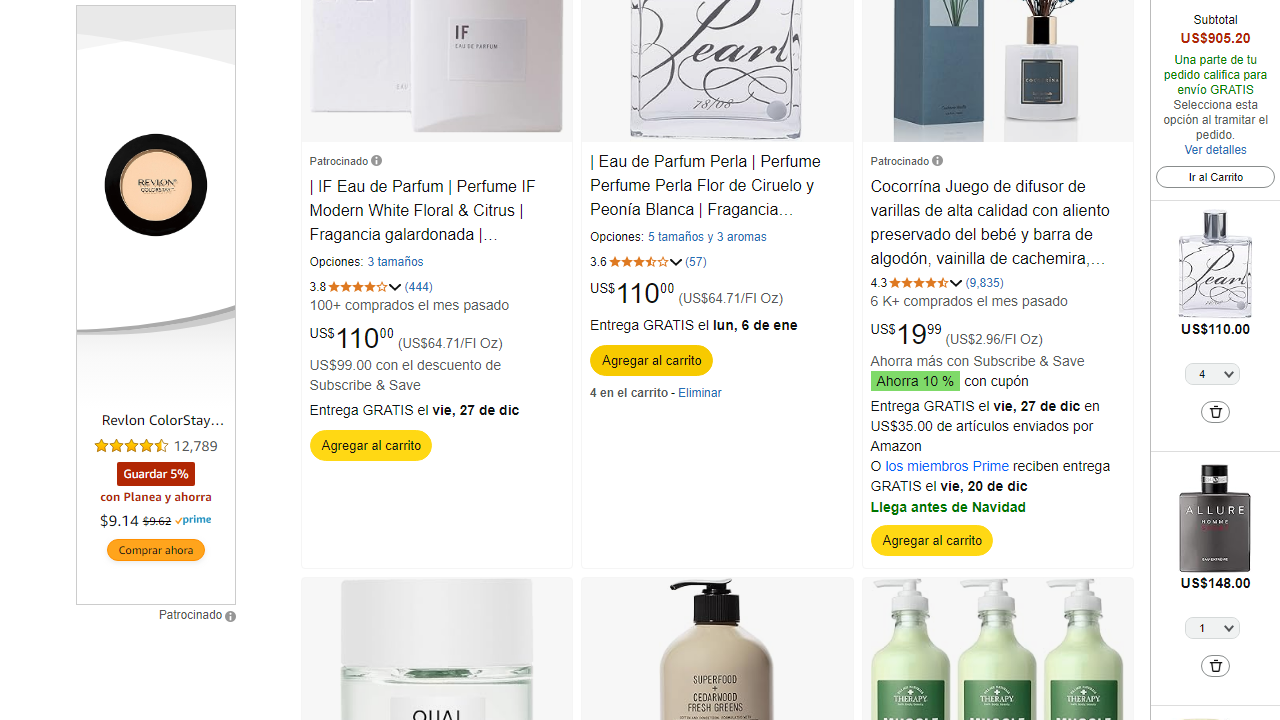 REVLON
COLORSTAY
Revlon ColorStay…
12,789
Guardar 5%
con Planea y ahorra
$9.14 $9.62 prime
Comprar ahora
Patrocinado
IF
EAU DE PARFUM
Patrocinado
| IF Eau de Parfum | Perfume IF
Modern White Floral & Citrus |
Fragancia galardonada |…
Opciones: 3 tamaños
3.8 (444)
100+ comprados el mes pasado
US$110.00 (US$64.71/Fl Oz)
US$99.00 con el descuento de
Subscribe & Save
Entrega GRATIS el vie, 27 de dic
Agregar al carrito
Pearl
78/08
| Eau de Parfum Perla | Perfume
Perfume Perla Flor de Ciruelo y
Peonía Blanca | Fragancia…
Opciones: 5 tamaños y 3 aromas
3.6 (57)
US$110.00 (US$64.71/Fl Oz)
Entrega GRATIS el lun, 6 de ene
Agregar al carrito
4 en el carrito - Eliminar
COCORRÍNA
Patrocinado
Cocorrína Juego de difusor de
varillas de alta calidad con aliento
preservado del bebé y barra de
algodón, vainilla de cachemira,…
4.3 (9,835)
6 K+ comprados el mes pasado
US$19.99 (US$2.96/Fl Oz)
Ahorra más con Subscribe & Save
Ahorra 10 % con cupón
Entrega GRATIS el vie, 27 de dic en
US$35.00 de artículos enviados por
Amazon
O los miembros Prime reciben entrega
GRATIS el vie, 20 de dic
Llega antes de Navidad
Agregar al carrito
SUPERFOOD
+
CEDARWOOD
FRESH GREENS
THERAPY
THERAPY
THERAPY
Subtotal
US$905.20
Una parte de tu
pedido califica para
envío GRATIS
Selecciona esta
opción al tramitar el
pedido.
Ver detalles
Ir al Carrito
Pearl
US$110.00
4
ALLURE
HOMME
EAU EXTREME
US$148.00
1